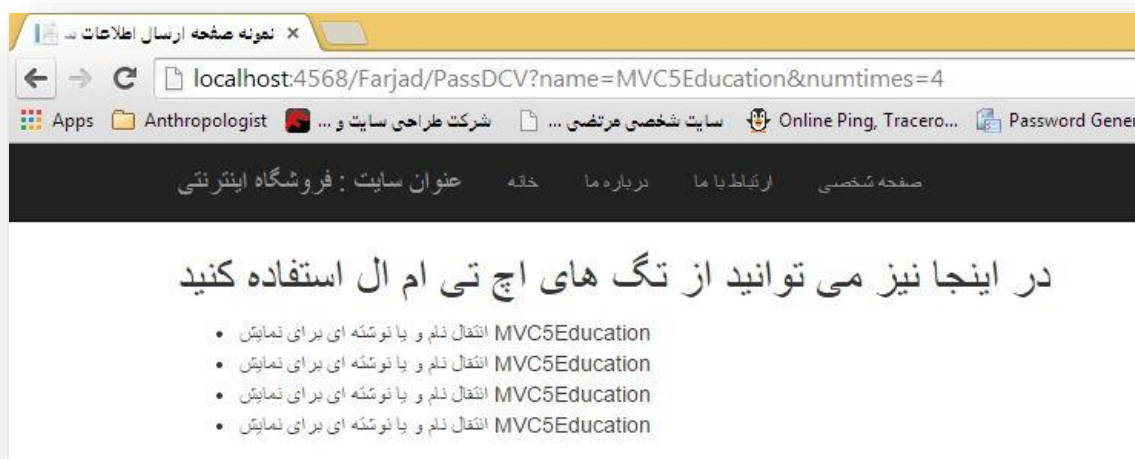 نمونه صفحه ارسال اطلاعات ×
localhost:4568/Farjad/PassDCV?name=MVC5Education&numtimes=4
Apps Anthropologist شرکت طراحی سایت و ... سایت شخصی مرتضی ... Online Ping, Tracero... Password Gener
عنوان سایت : فروشگاه اینترنتی خانه درباره ما ارتباط با ما صفحه شخصی
در اینجا نیز می توانید از تگ های اچ تی ام ال استفاده کنید
• انتقال نام و یا نوشته ای برای نمایش MVC5Education
• انتقال نام و یا نوشته ای برای نمایش MVC5Education
• انتقال نام و یا نوشته ای برای نمایش MVC5Education
• انتقال نام و یا نوشته ای برای نمایش MVC5Education